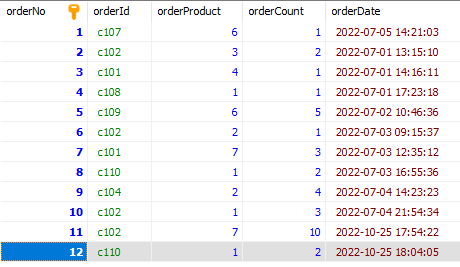 orderNo orderId orderProduct orderCount orderDate
1 c107 6 1 2022-07-05 14:21:03
2 c102 3 2 2022-07-01 13:15:10
3 c101 4 1 2022-07-01 14:16:11
4 c108 1 1 2022-07-01 17:23:18
5 c109 6 5 2022-07-02 10:46:36
6 c102 2 1 2022-07-03 09:15:37
7 c101 7 3 2022-07-03 12:35:12
8 c110 1 2 2022-07-03 16:55:36
9 c104 2 4 2022-07-04 14:23:23
10 c102 1 3 2022-07-04 21:54:34
11 c102 7 10 2022-10-25 17:54:22
12 c110 1 2 2022-10-25 18:04:05